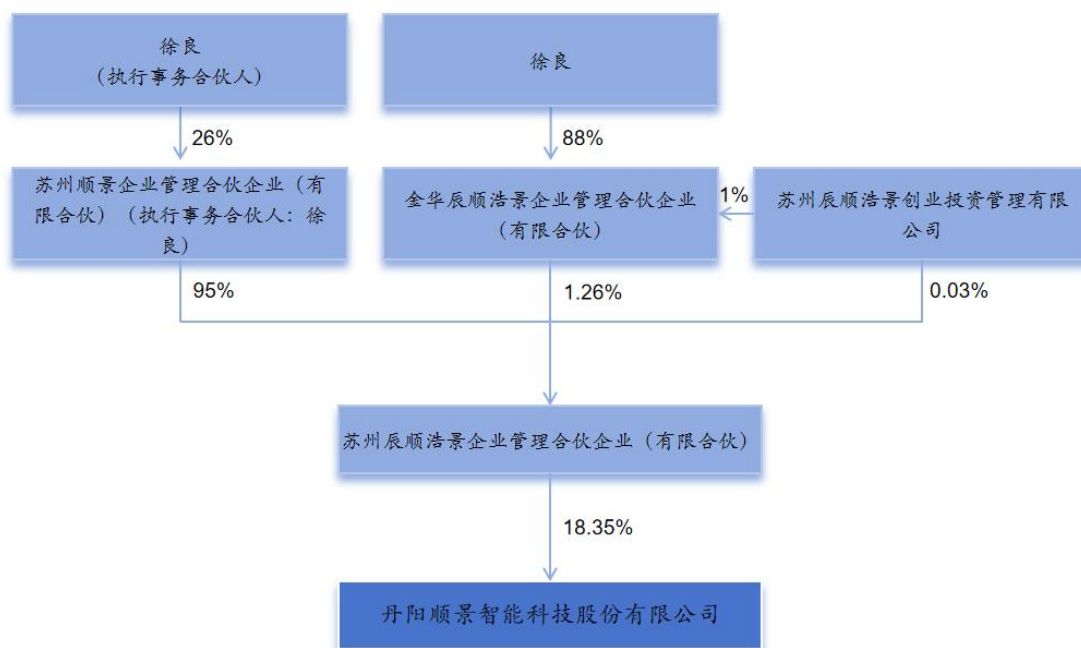 徐良
（执行事务合伙人）
徐良
26%
88%
苏州顺景企业管理合伙企业（有
限合伙）（执行事务合伙人：徐
良）
金华辰顺浩景企业管理合伙企业
（有限合伙）
1%
苏州辰顺浩景创业投资管理有限
公司
95%
1.26%
0.03%
苏州辰顺浩景企业管理合伙企业（有限合伙）
18.35%
丹阳顺景智能科技股份有限公司